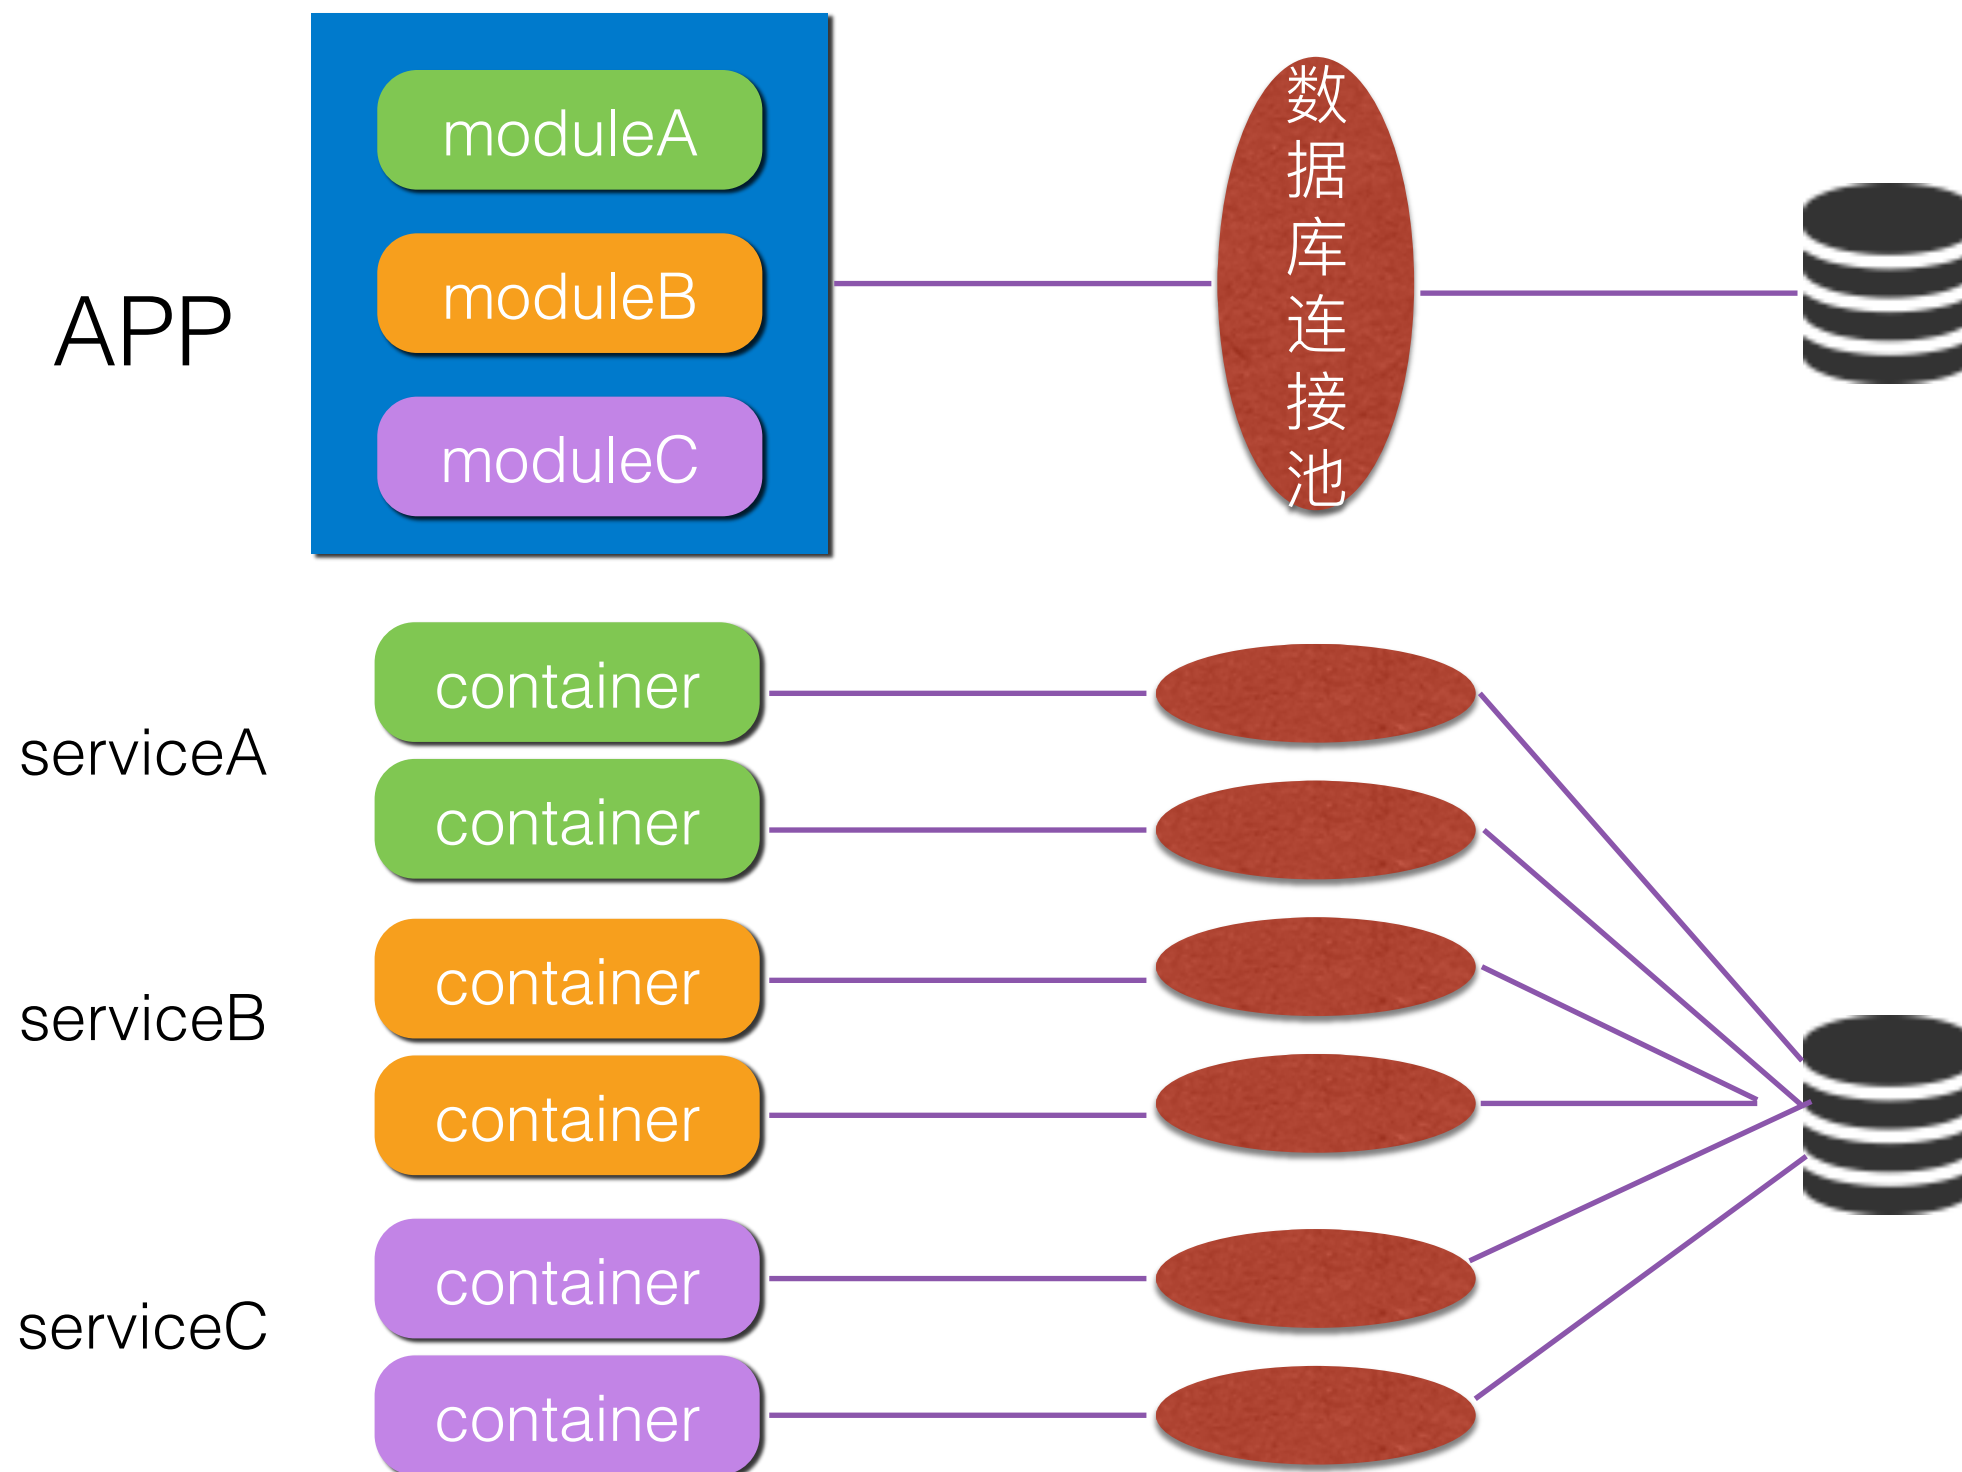 APP
moduleA
moduleB
moduleC
数据库连接池
serviceA
container
container
serviceB
container
container
serviceC
container
container